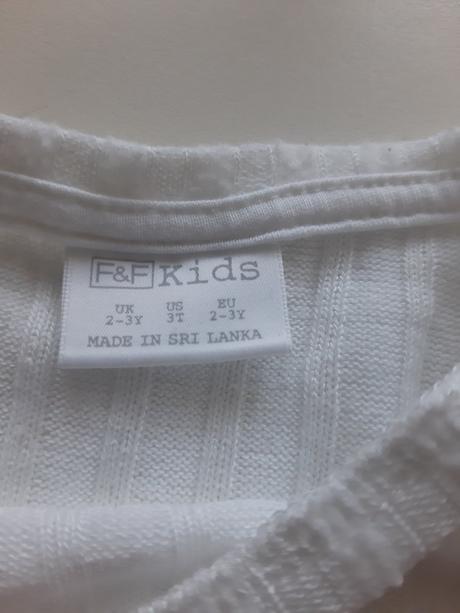 F&F Kids
UK US EU
2-3Y 3T 2-3Y
MADE IN SRI LANKA